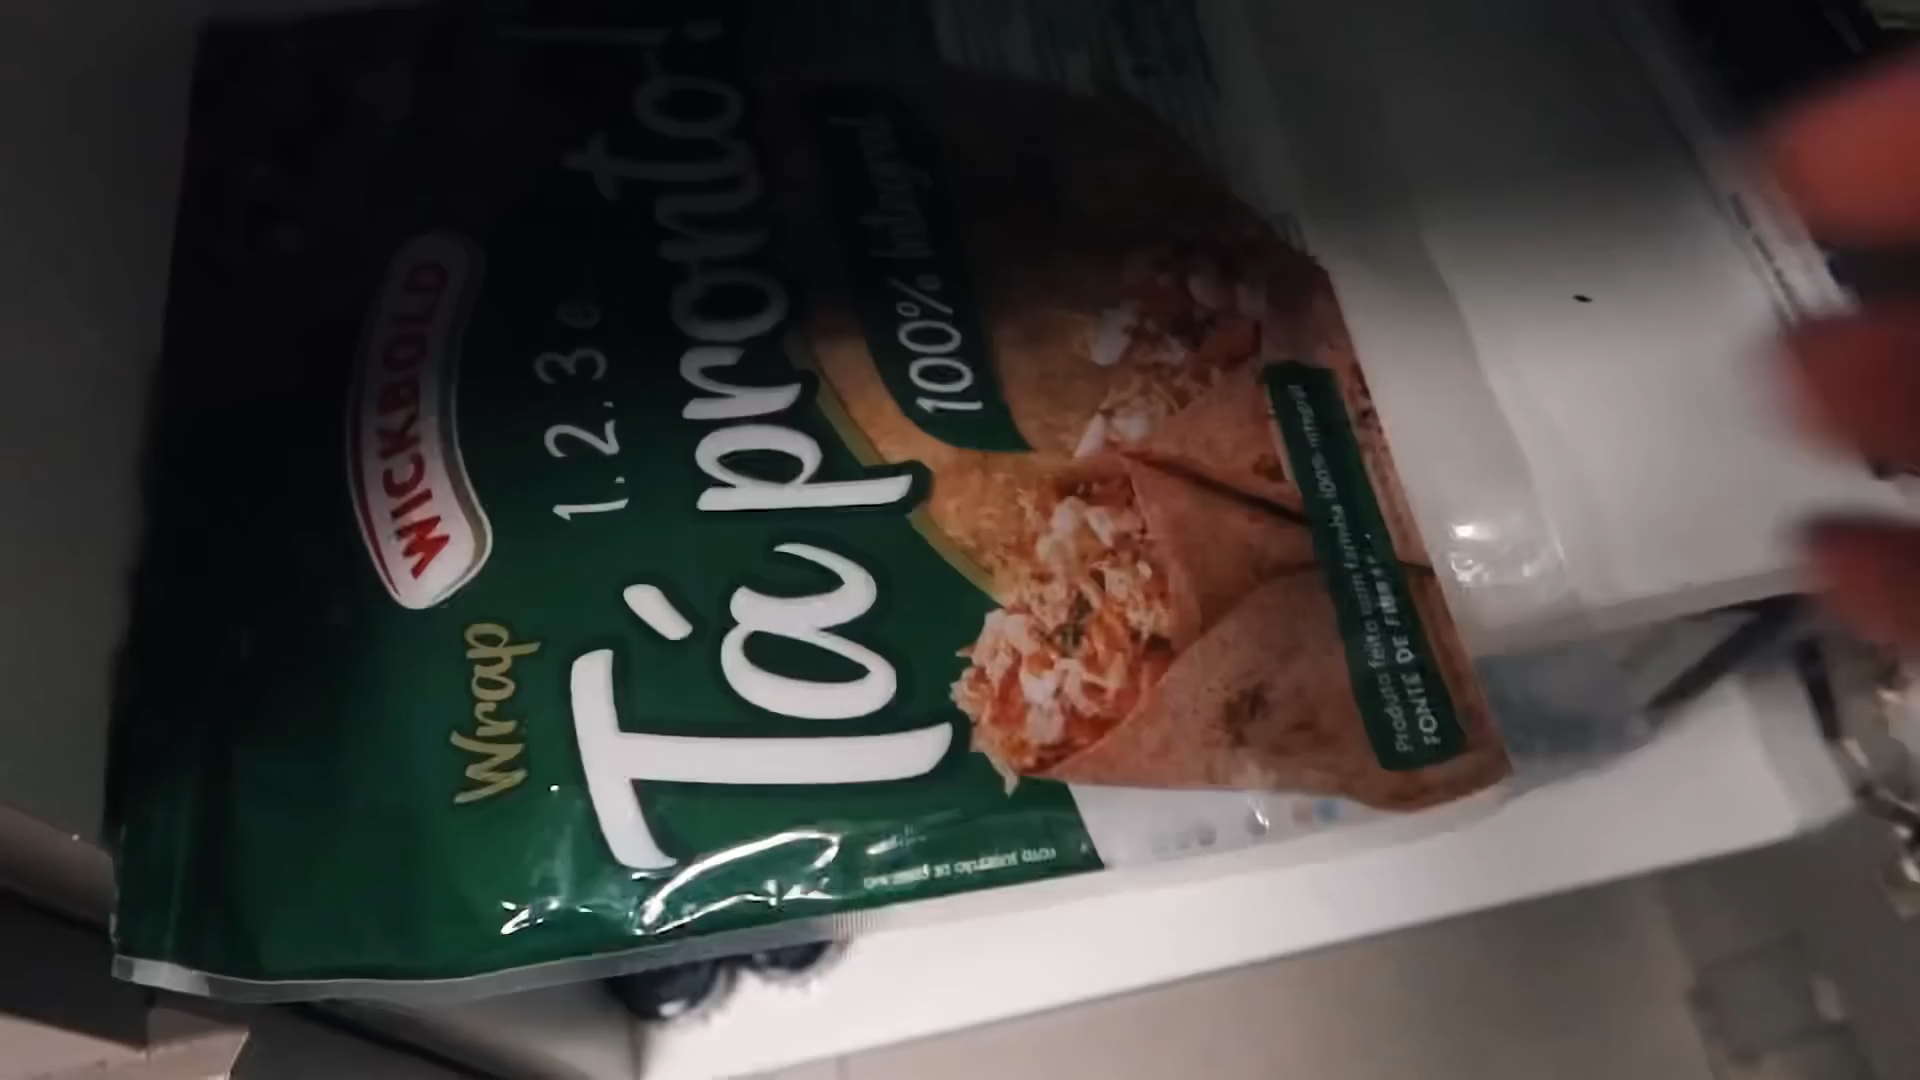 WICKBOLD
Wrap
1, 2, 3 e
Tá pronto!
100% Integral
Produto feito com farinha 100% integral
FONTE DE FIBRAS